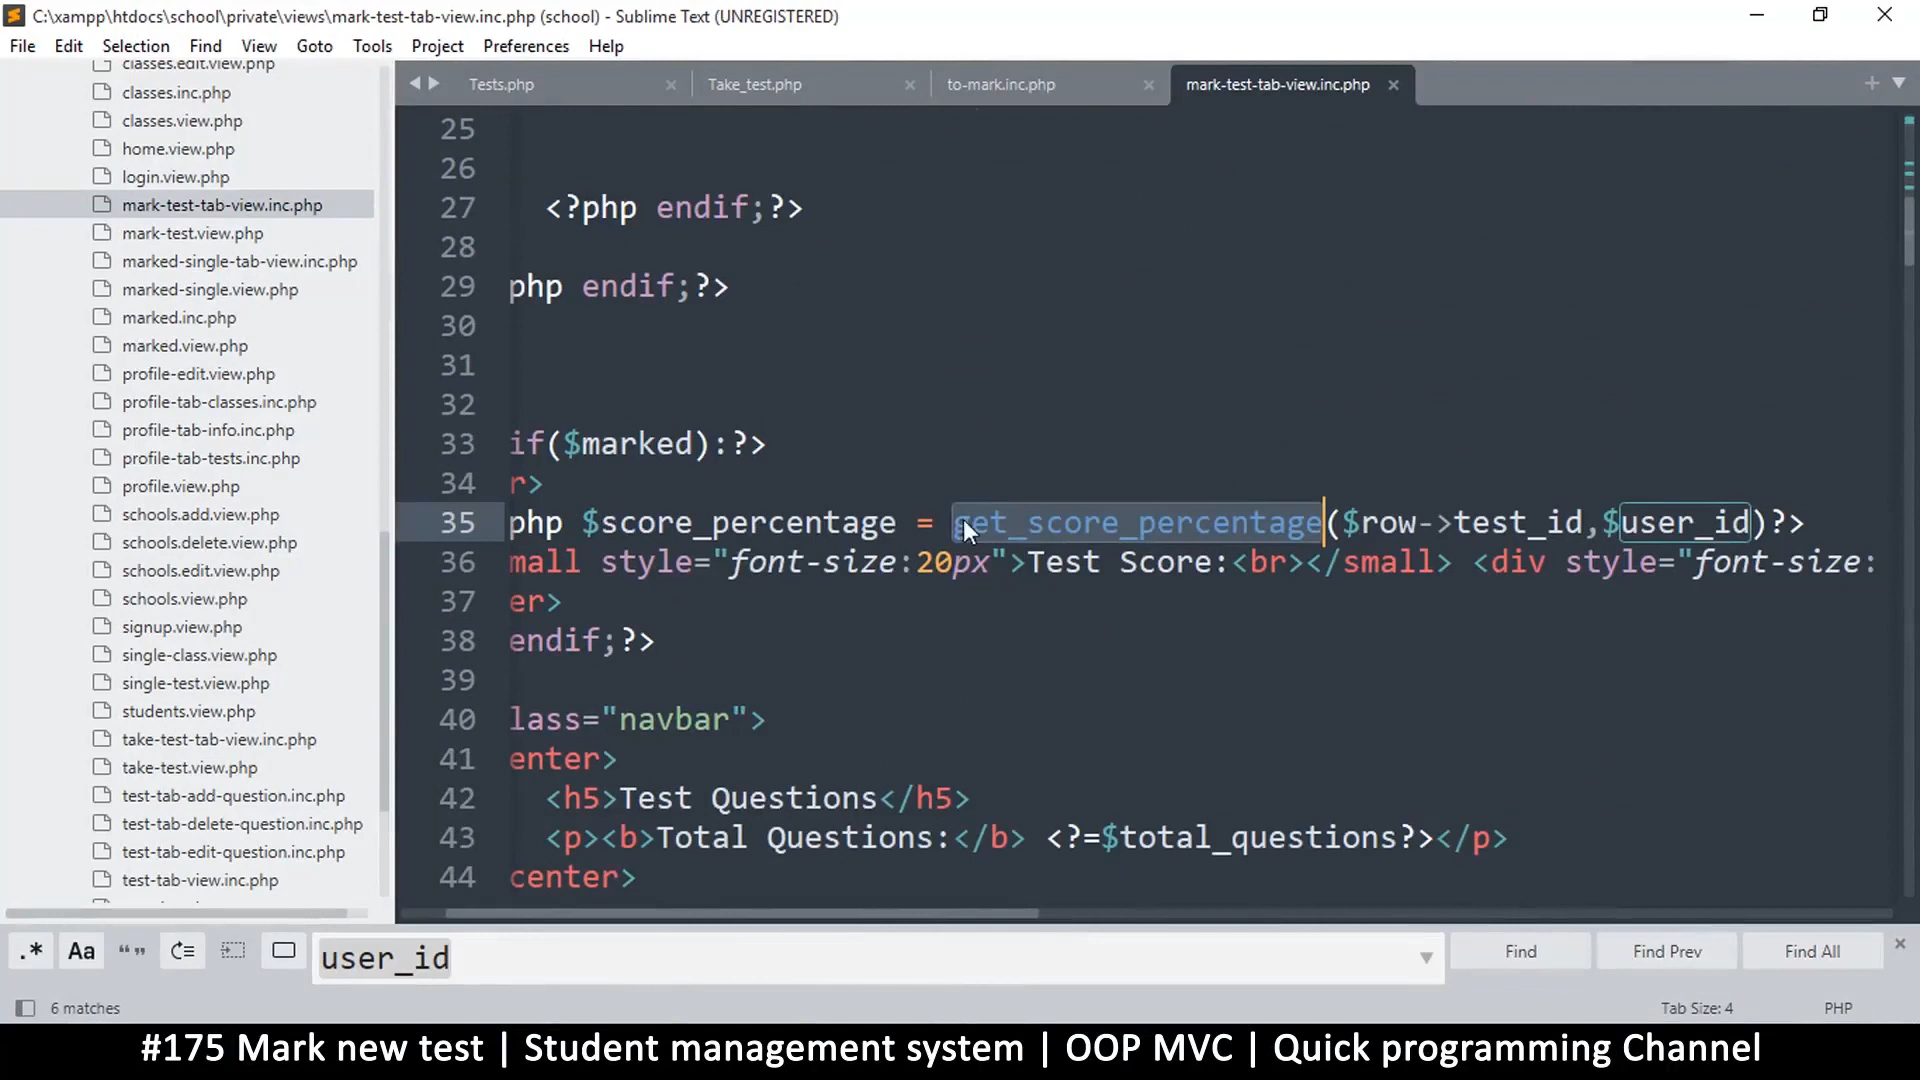 C:\xampp\htdocs\school\private\views\mark-test-tab-view.inc.php (school) - Sublime Text (UNREGISTERED)
File Edit Selection Find View Goto Tools Project Preferences Help
classes.edit.view.php
classes.inc.php
classes.view.php
home.view.php
login.view.php
mark-test-tab-view.inc.php
mark-test.view.php
marked-single-tab-view.inc.php
marked-single.view.php
marked.inc.php
marked.view.php
profile-edit.view.php
profile-tab-classes.inc.php
profile-tab-info.inc.php
profile-tab-tests.inc.php
profile.view.php
schools.add.view.php
schools.delete.view.php
schools.edit.view.php
schools.view.php
signup.view.php
single-class.view.php
single-test.view.php
students.view.php
take-test-tab-view.inc.php
take-test.view.php
test-tab-add-question.inc.php
test-tab-delete-question.inc.php
test-tab-edit-question.inc.php
test-tab-view.inc.php
Tests.php Take_test.php to-mark.inc.php mark-test-tab-view.inc.php
25
26
27 <?php endif;?>
28
29 php endif;?>
30
31
32
33 if($marked):?>
34 r>
35 php $score_percentage = get_score_percentage($row->test_id,$user_id)?>
36 mall style="font-size:20px">Test Score:<br></small> <div style="font-size:
37 er>
38 endif;?>
39
40 lass="navbar">
41 enter>
42 <h5>Test Questions</h5>
43 <p><b>Total Questions:</b> <?=$total_questions?></p>
44 center>
.* Aa “” user_id Find Find Prev Find All
6 matches Tab Size: 4 PHP
#175 Mark new test | Student management system | OOP MVC | Quick programming Channel